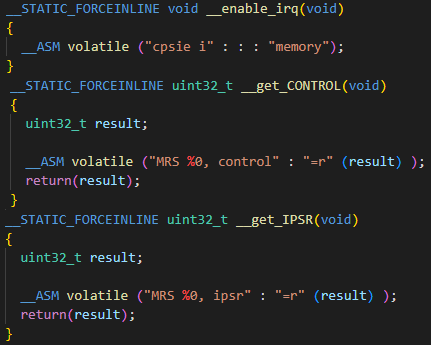 __STATIC_FORCEINLINE void __enable_irq(void)
{
  __ASM volatile ("cpsie i" : : : "memory");
}
__STATIC_FORCEINLINE uint32_t __get_CONTROL(void)
{
  uint32_t result;

  __ASM volatile ("MRS %0, control" : "=r" (result) );
  return(result);
}
__STATIC_FORCEINLINE uint32_t __get_IPSR(void)
{
  uint32_t result;

  __ASM volatile ("MRS %0, ipsr" : "=r" (result) );
  return(result);
}